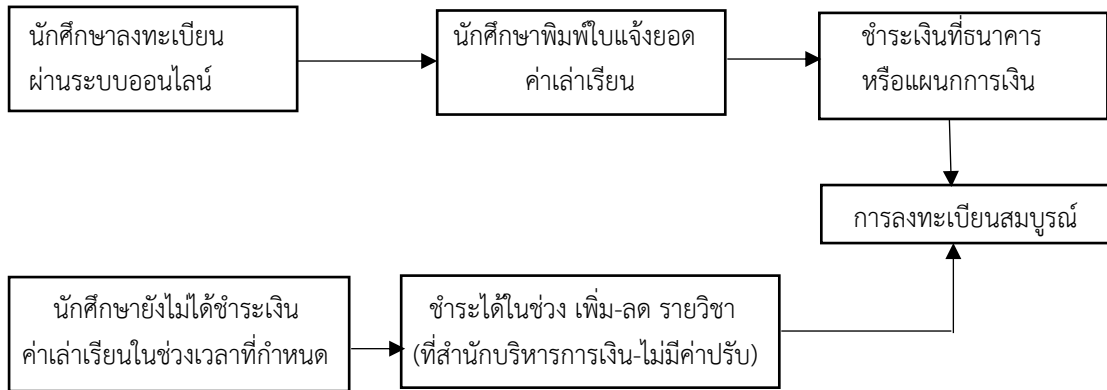 นักศึกษาลงทะเบียน
ผ่านระบบออนไลน์
นักศึกษาพิมพ์ใบแจ้งยอด
ค่าเล่าเรียน
ชำระเงินที่ธนาคาร
หรือแผนกการเงิน
การลงทะเบียนสมบูรณ์
นักศึกษายังไม่ได้ชำระเงิน
ค่าเล่าเรียนในช่วงเวลาที่กำหนด
ชำระได้ในช่วง เพิ่ม-ลด รายวิชา
(ที่สำนักบริหารการเงิน-ไม่มีค่าปรับ)